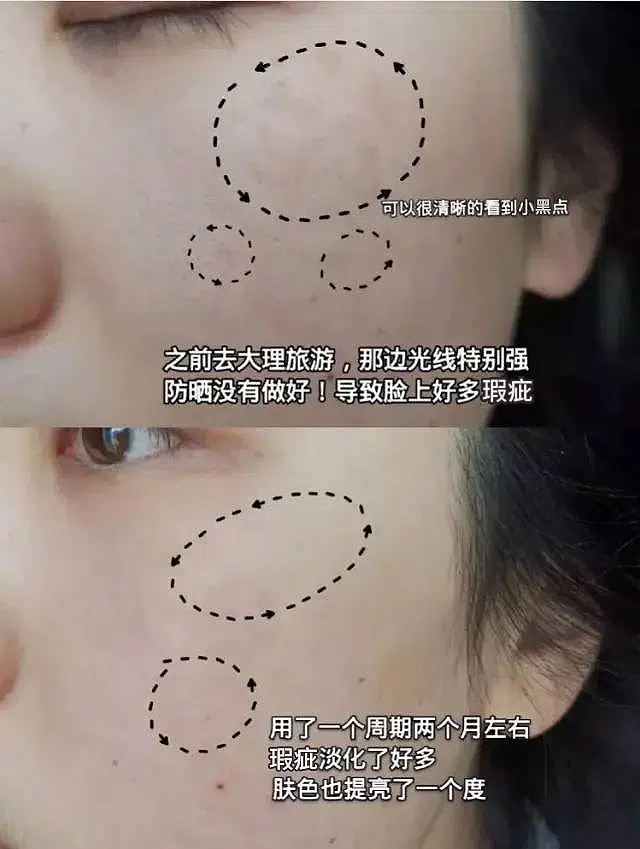 可以很清晰的看到小黑点
之前去大理旅游，那边光线特别强
防晒没有做好！导致脸上好多瑕疵
用了一个周期两个月左右
瑕疵淡化了好多
肤色也提亮了一个度